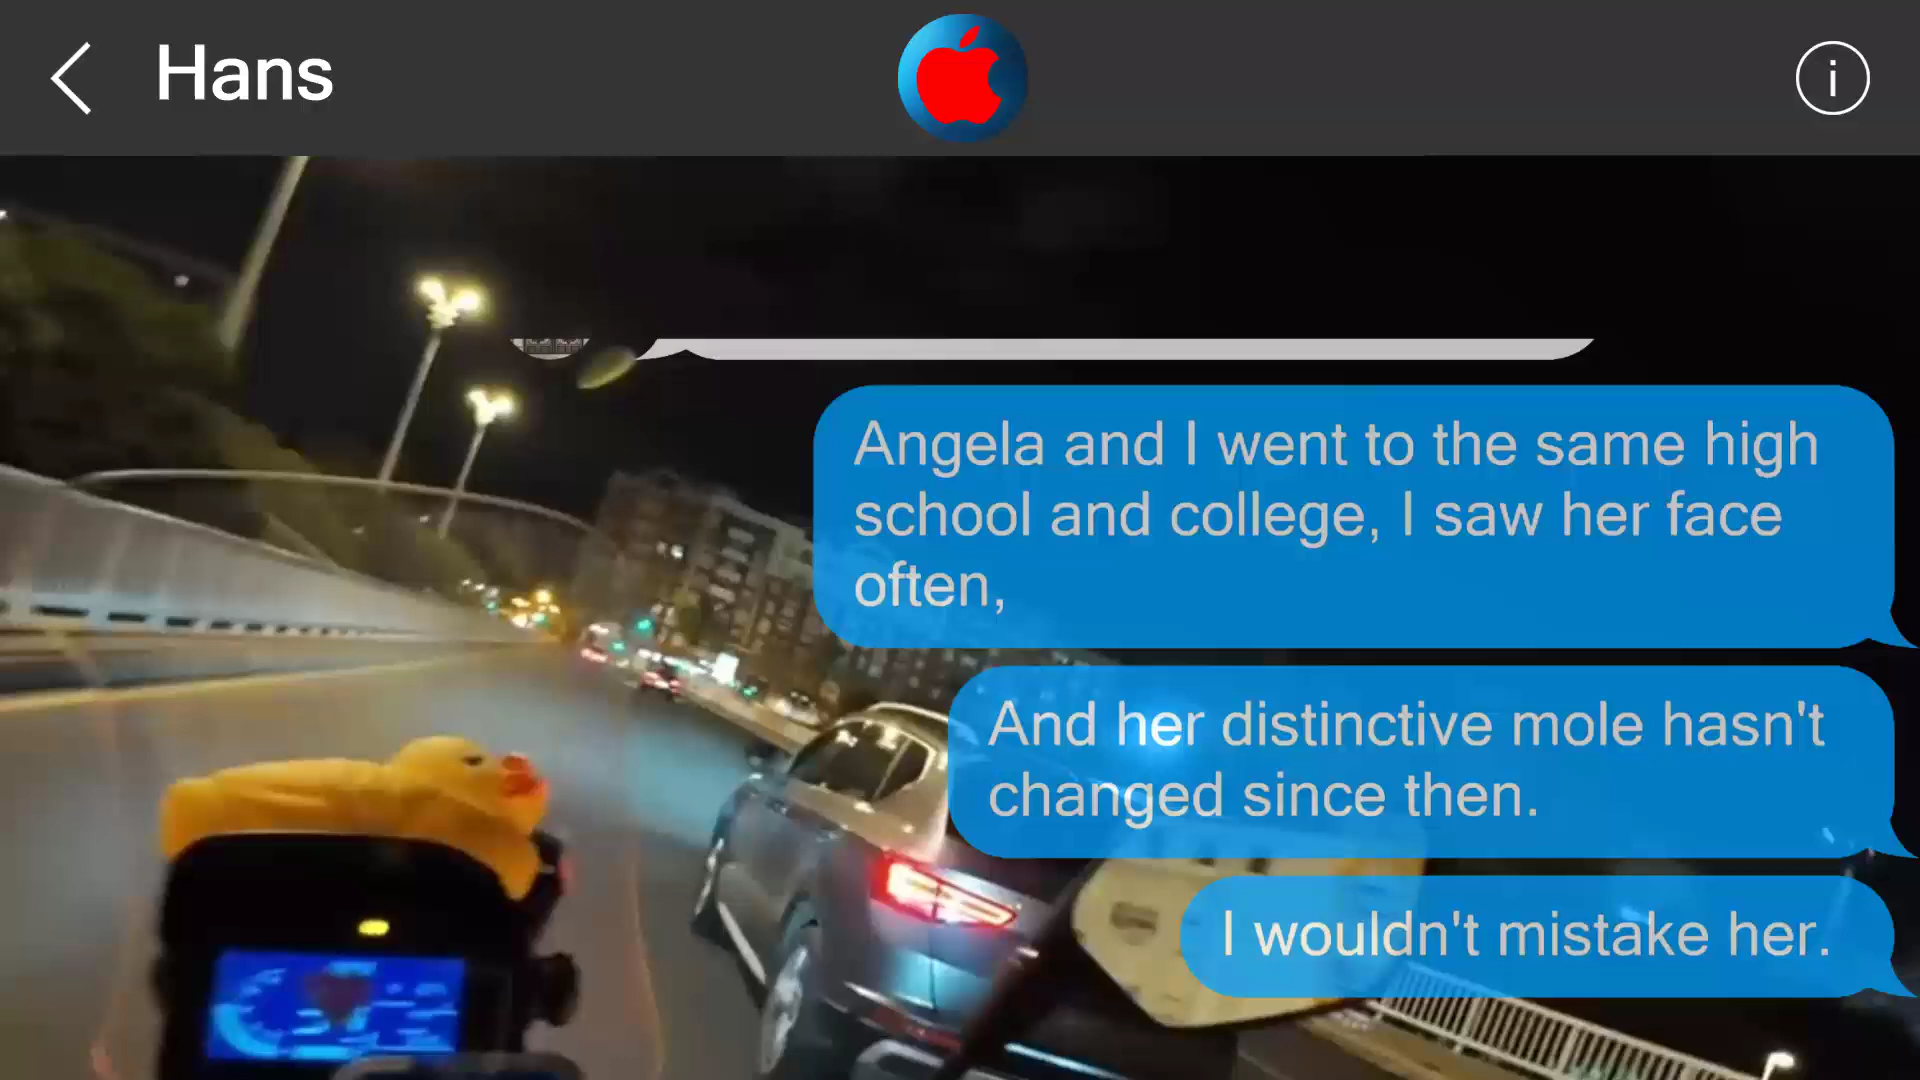 Hans
i
Angela and I went to the same high
school and college, I saw her face
often,
And her distinctive mole hasn't
changed since then.
I wouldn't mistake her.